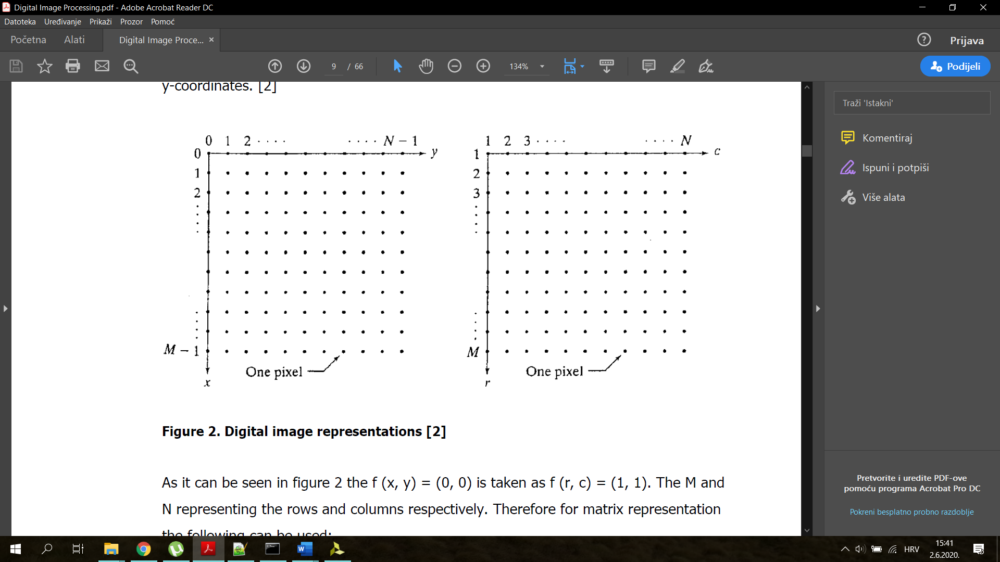 Digital Image Processing.pdf - Adobe Acrobat Reader DC
Datoteka Uređivanje Prikaži Prozor Pomoć
Početna Alati Digital Image Proce... × ? Prijava
9 / 66 134% Podijeli
y-coordinates. [2]
0 1 2 · · · · · · · · N – 1
0 y
1
2
M – 1
One pixel
x
1 2 3 · · · · · · · · N
1 c
2
3
M
One pixel
r
Figure 2. Digital image representations [2]
As it can be seen in figure 2 the f (x, y) = (0, 0) is taken as f (r, c) = (1, 1). The M and
N representing the rows and columns respectively. Therefore for matrix representation
the following can be used:
Traži 'Istakni'
Komentiraj
Ispuni i potpiši
Više alata
Pretvorite i uredite PDF-ove
pomoću programa Acrobat Pro DC
Pokreni besplatno probno razdoblje
HRV
15:41
2.6.2020.